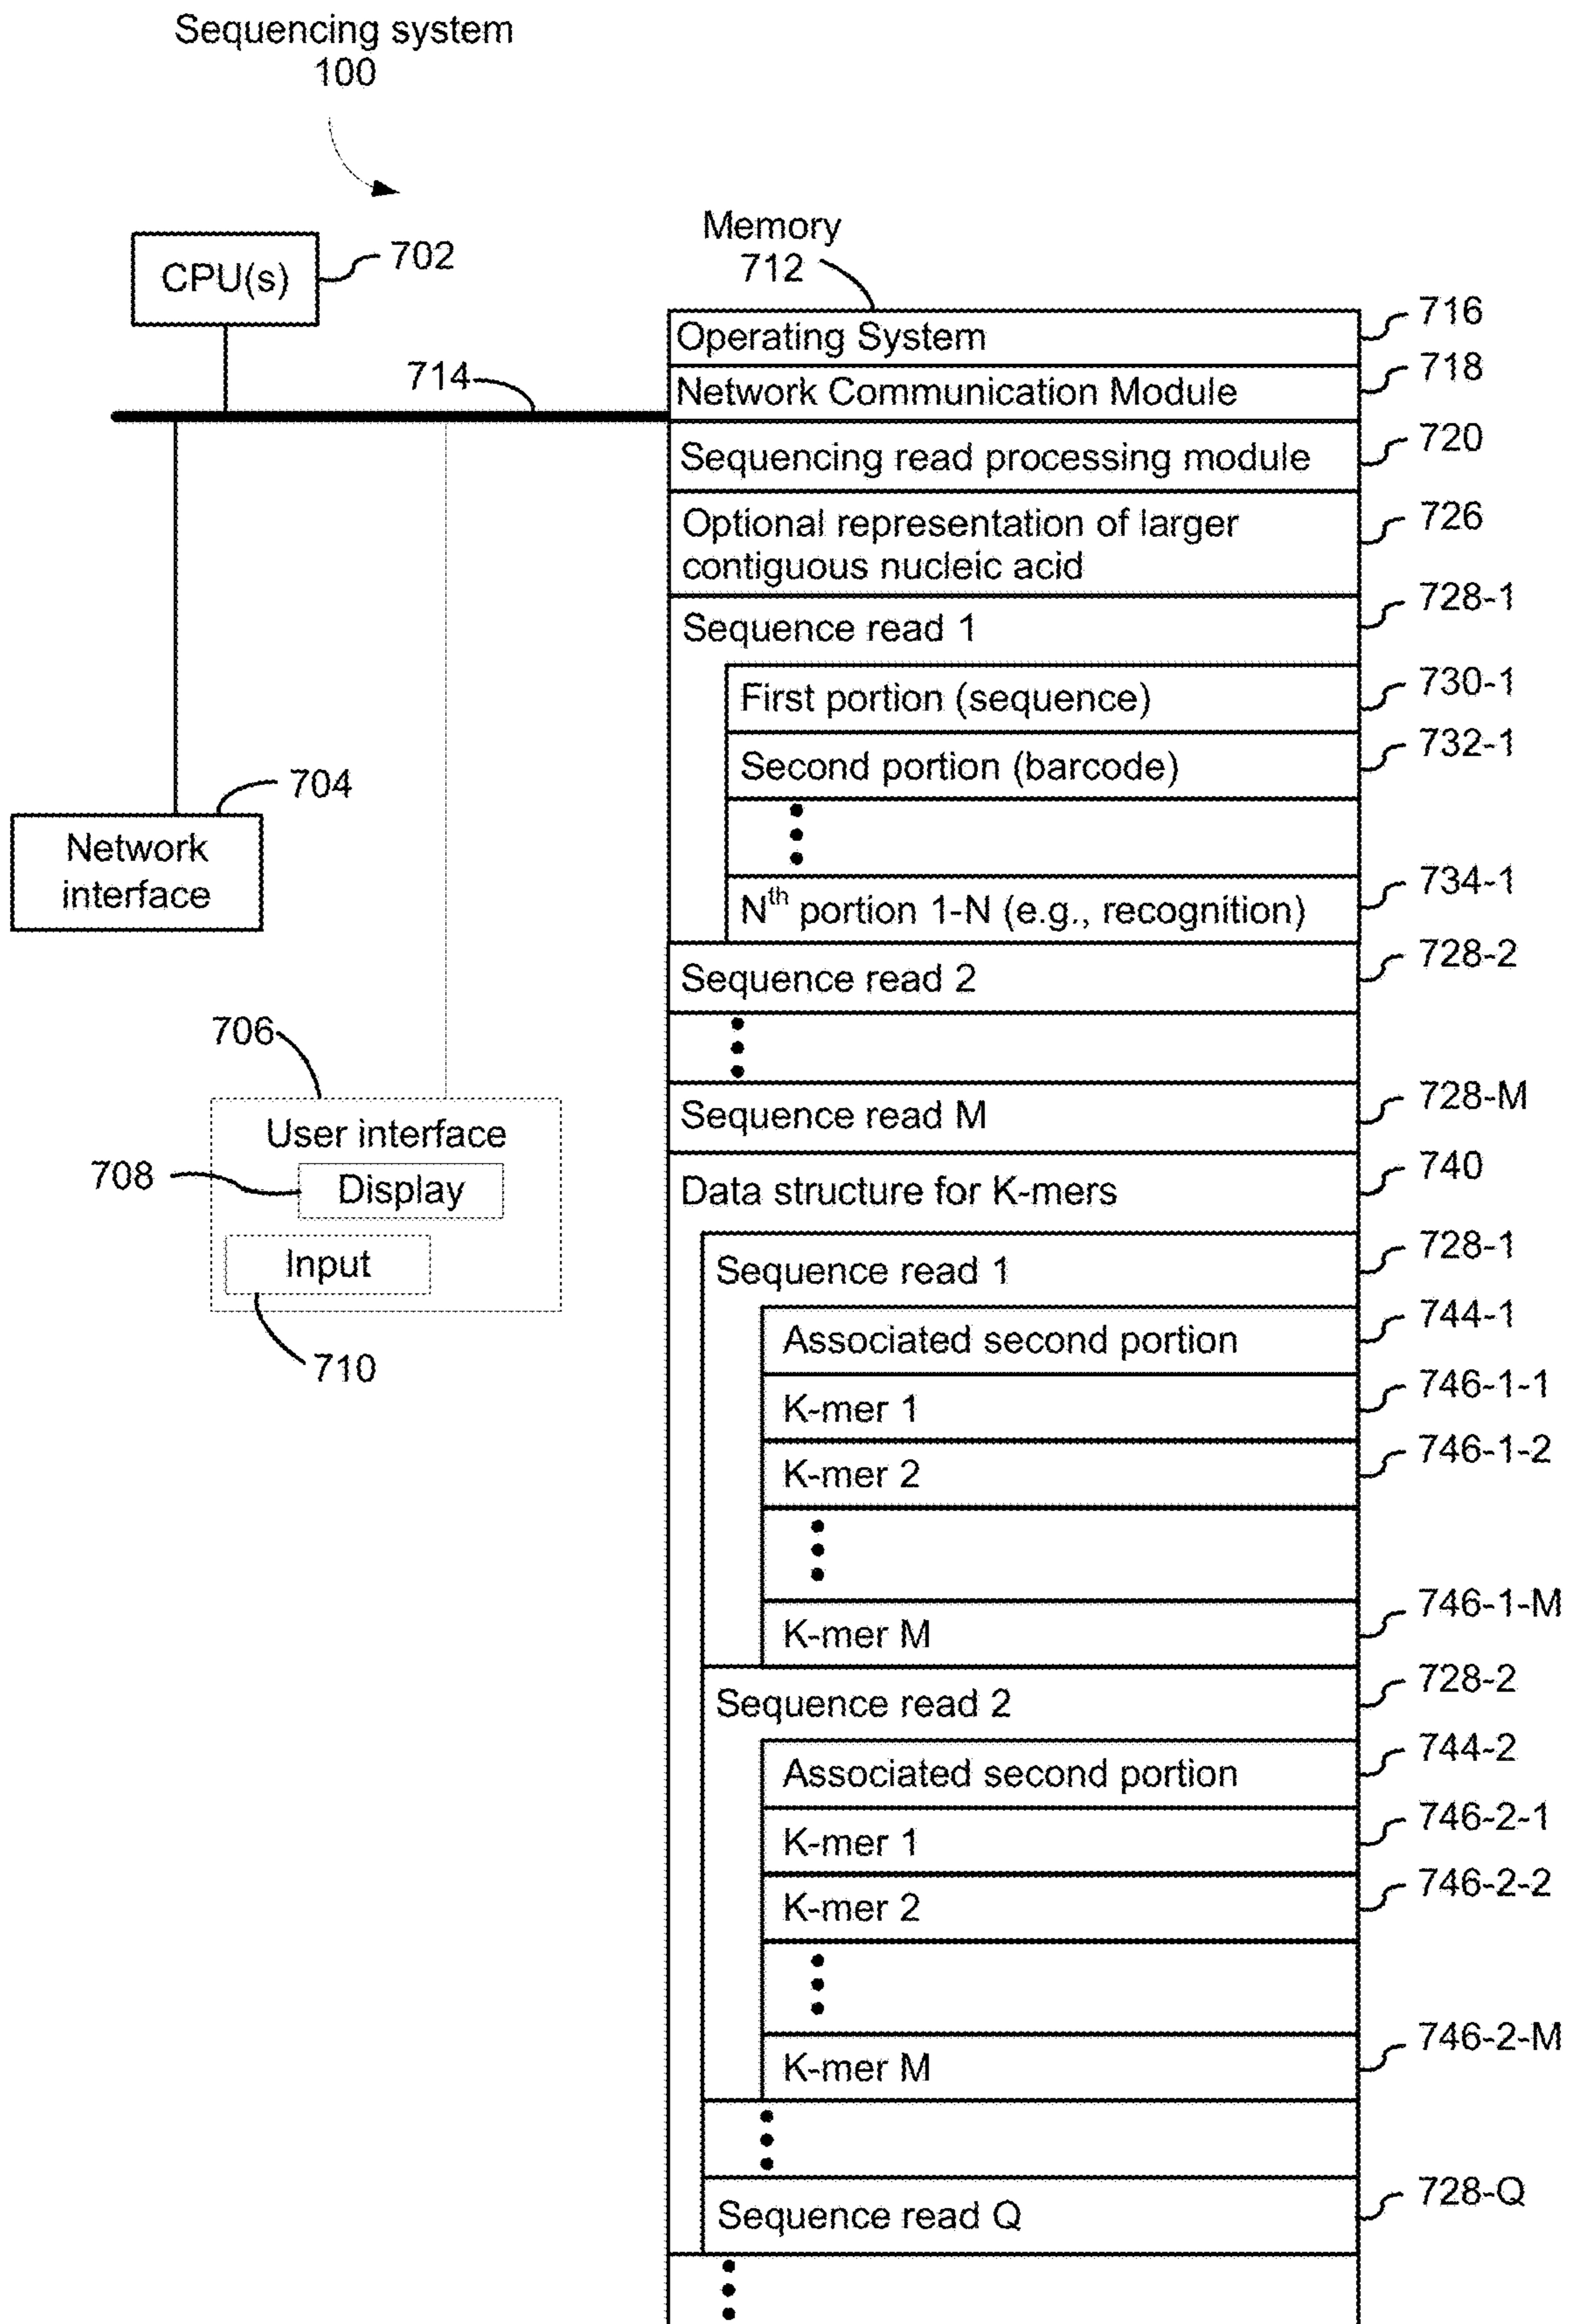 Sequencing system
100
CPU(s)
702
714
Memory
712
Operating System
716
Network Communication Module
718
Sequencing read processing module
720
Optional representation of larger
contiguous nucleic acid
726
Sequence read 1
728-1
First portion (sequence)
730-1
Second portion (barcode)
732-1
Nth portion 1-N (e.g., recognition)
734-1
Sequence read 2
728-2
Sequence read M
728-M
Data structure for K-mers
740
Sequence read 1
728-1
Associated second portion
744-1
K-mer 1
746-1-1
K-mer 2
746-1-2
K-mer M
746-1-M
Sequence read 2
728-2
Associated second portion
744-2
K-mer 1
746-2-1
K-mer 2
746-2-2
K-mer M
746-2-M
Sequence read Q
728-Q
704
Network
interface
706
User interface
708
Display
Input
710